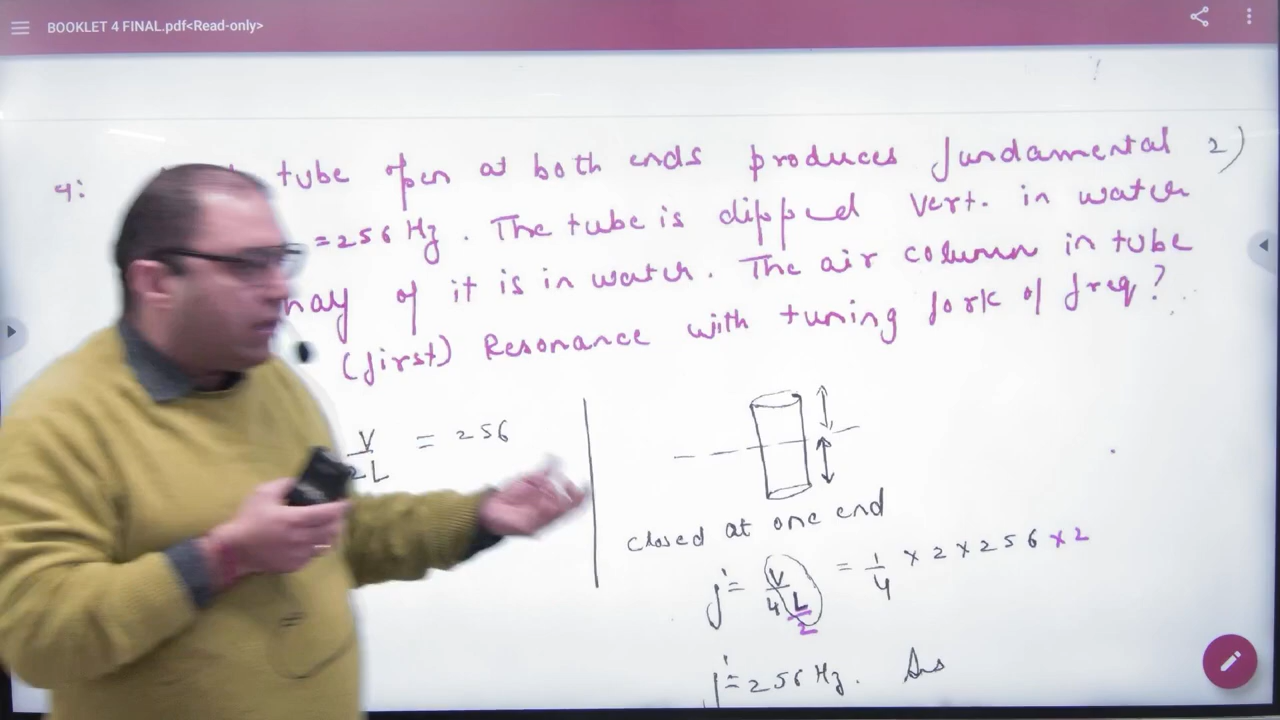 BOOKLET 4 FINAL.pdf<Read-only>
4: tube open at both ends produces fundamental 2)
=256 Hz. The tube is dipped vert. in water
of it is in water. The air column in tube
(first) Resonance with tuning fork of freq?
V/2L = 256
closed at one end
f' = V/(4 L/2) = 1/4 × 2 × 256 × 2
f' = 256 Hz. Ans